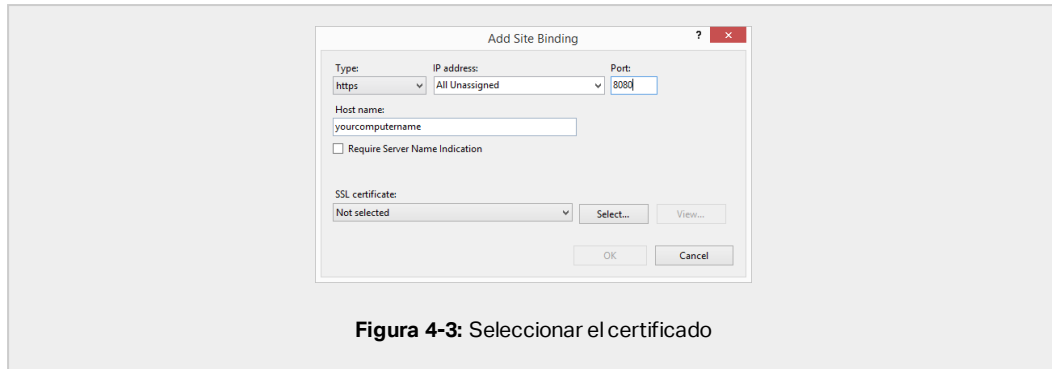 Add Site Binding ? ×
Type: IP address: Port:
https All Unassigned 8080
Host name:
yourcomputername
Require Server Name Indication
SSL certificate:
Not selected Select... View...
OK Cancel
Figura 4-3: Seleccionar el certificado